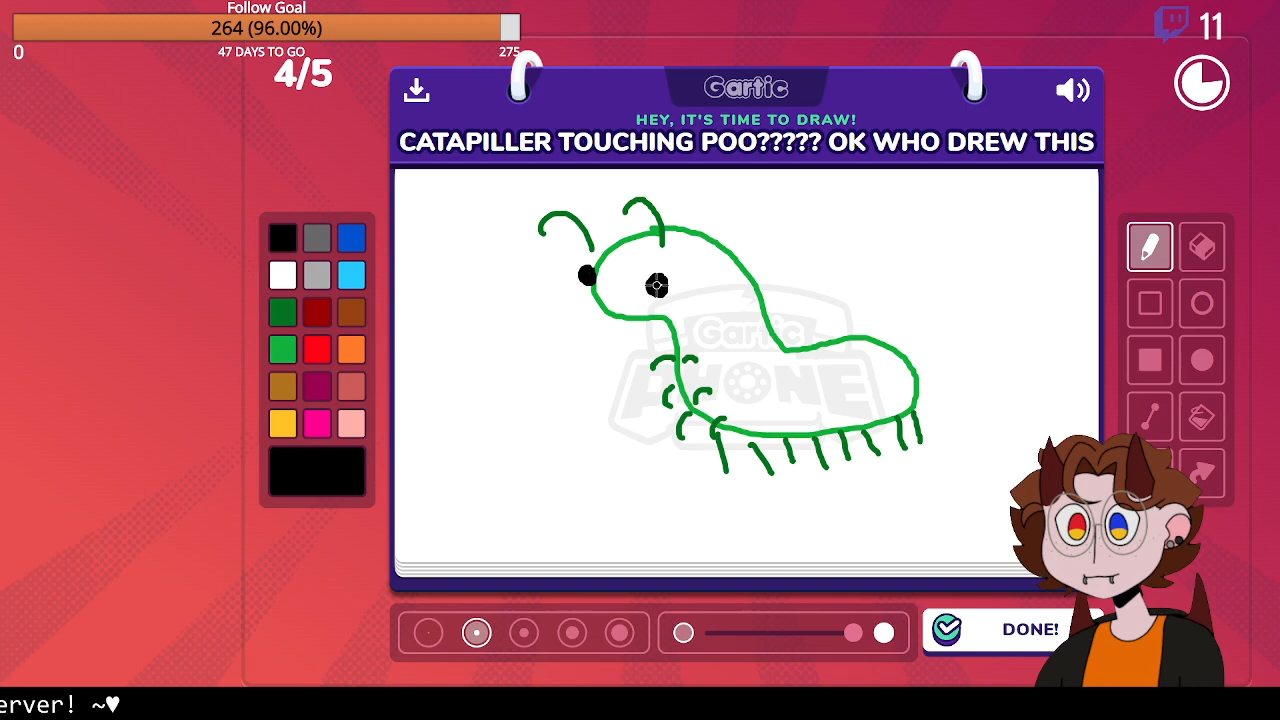 Follow Goal
264 (96.00%)
0
47 DAYS TO GO
275
11
4/5
Gartic
HEY, IT'S TIME TO DRAW!
CATAPILLER TOUCHING POO????? OK WHO DREW THIS
Gartic
PHONE
DONE!
erver! ~♥